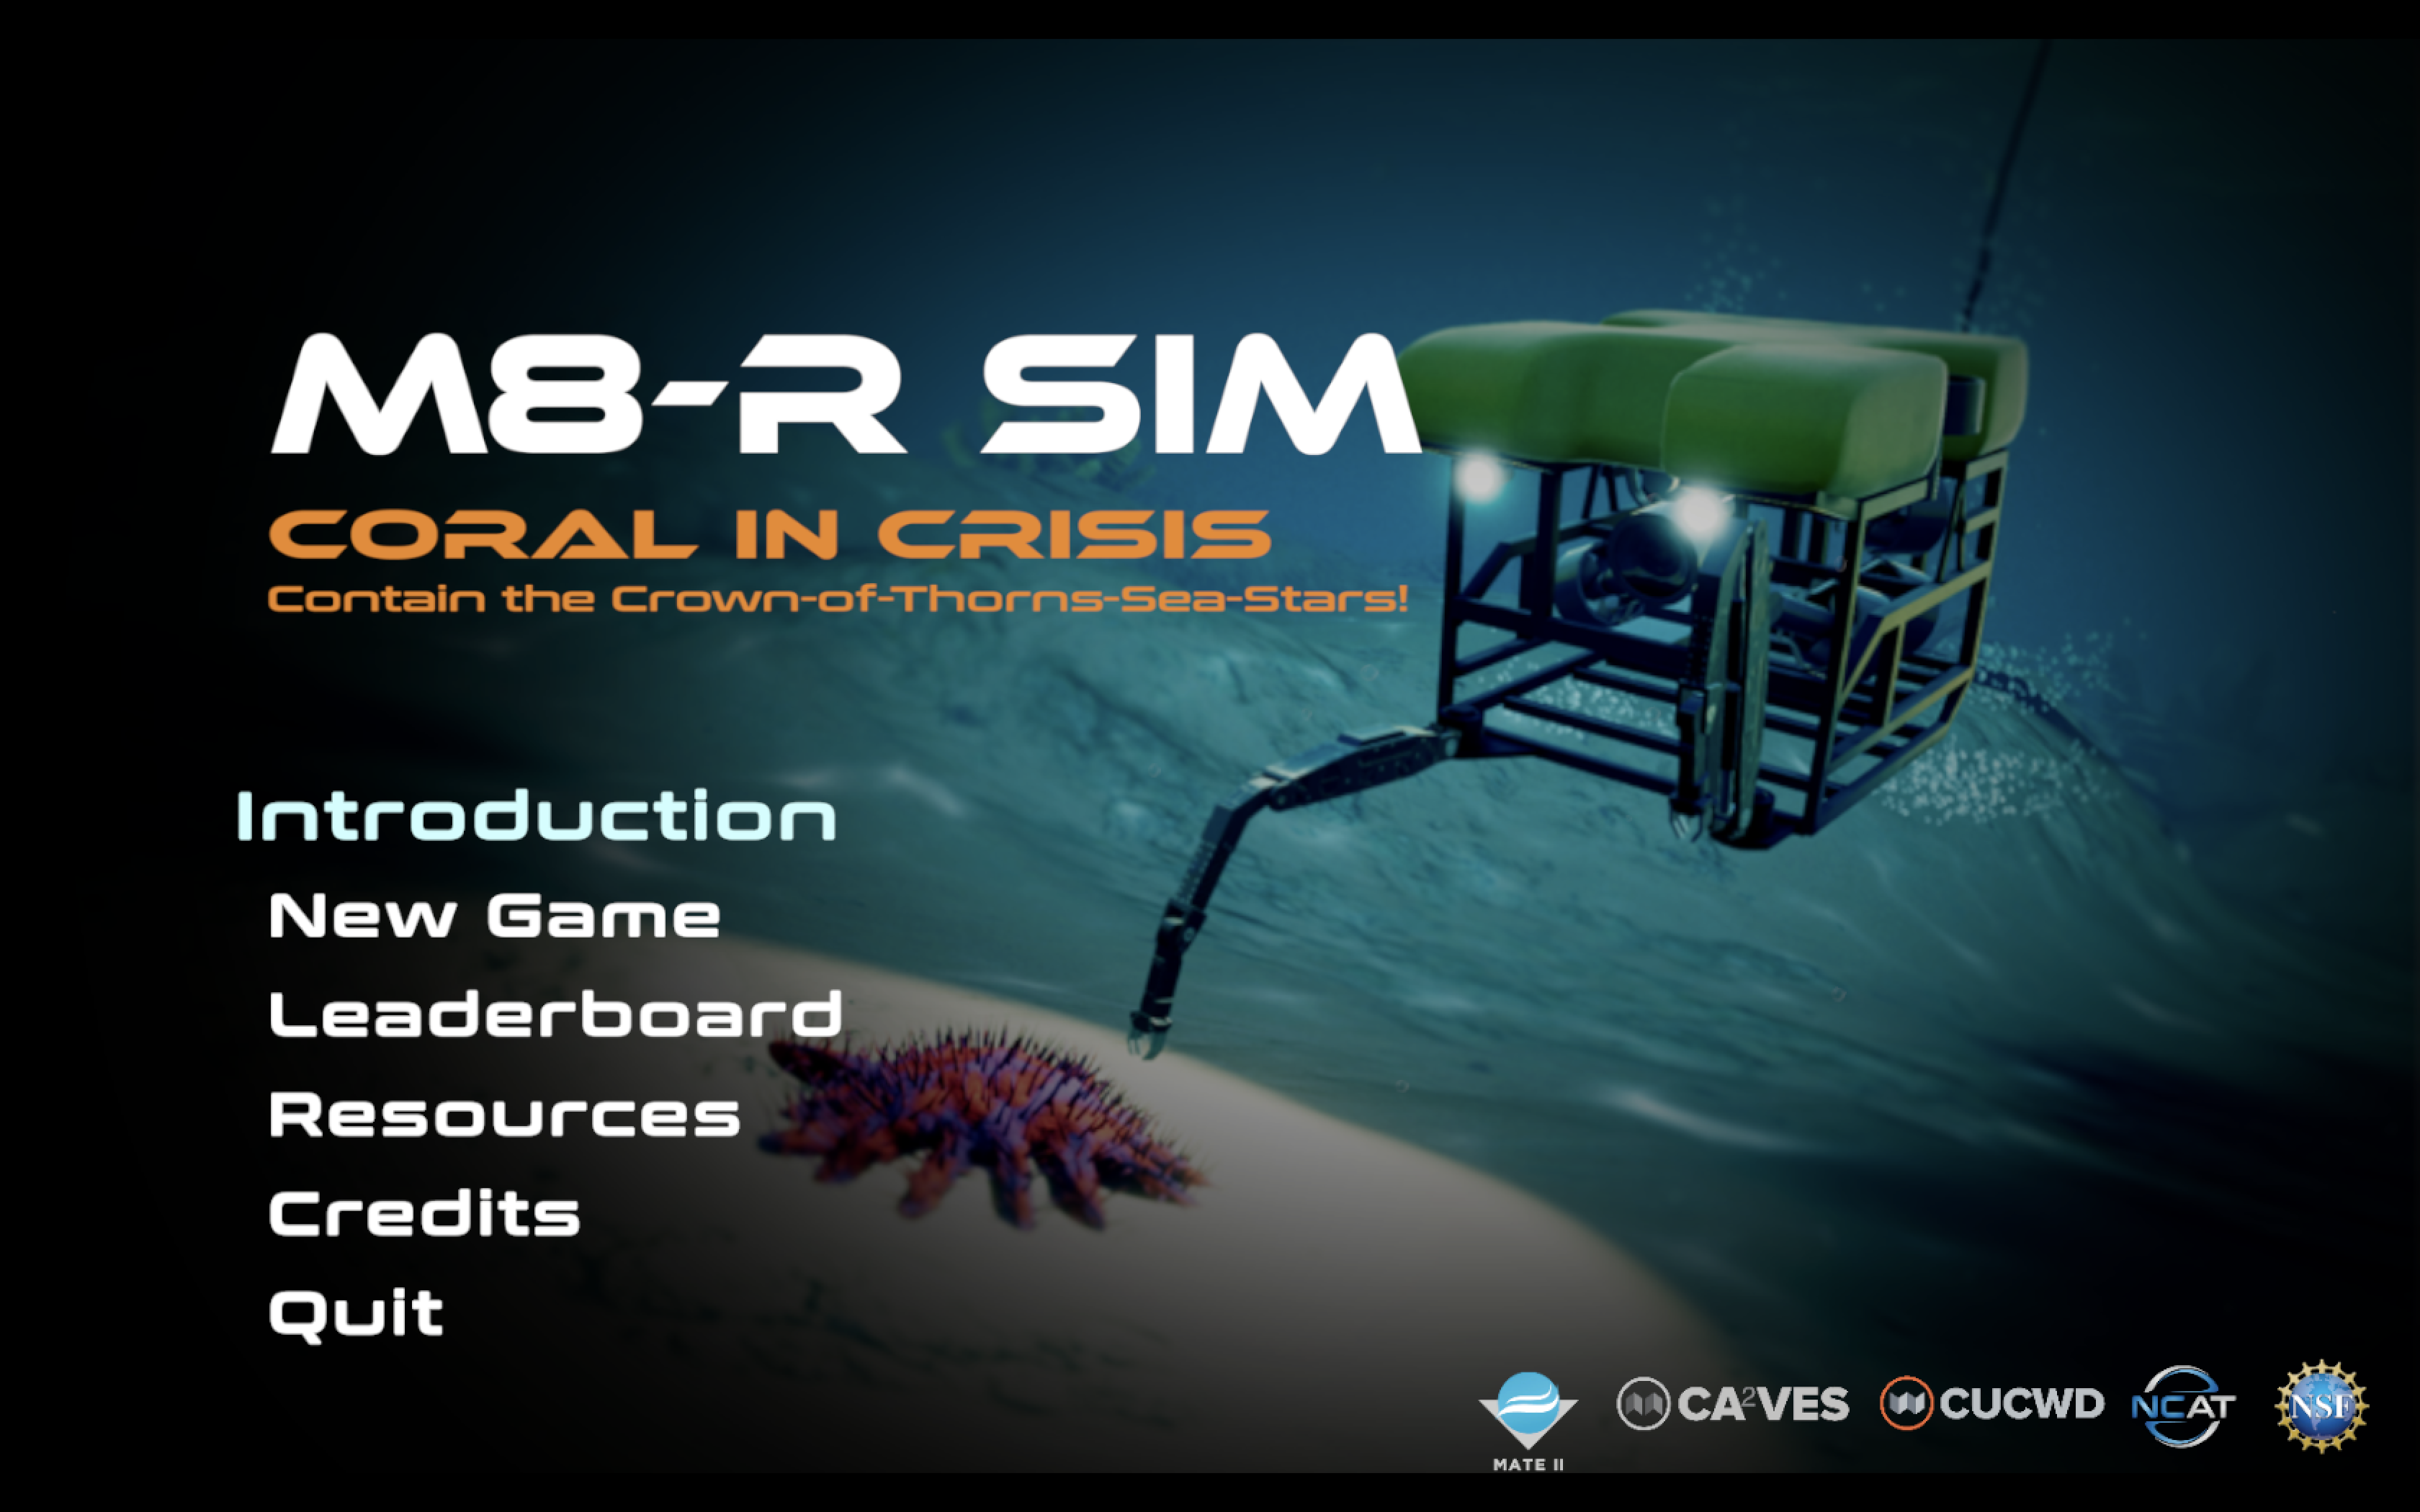 M8-R SIM
CORAL IN CRISIS
Contain the Crown-of-Thorns-Sea-Stars!
Introduction
New Game
Leaderboard
Resources
Credits
Quit
MATE II
CA²VES
CUCWD
NCAT
NSF